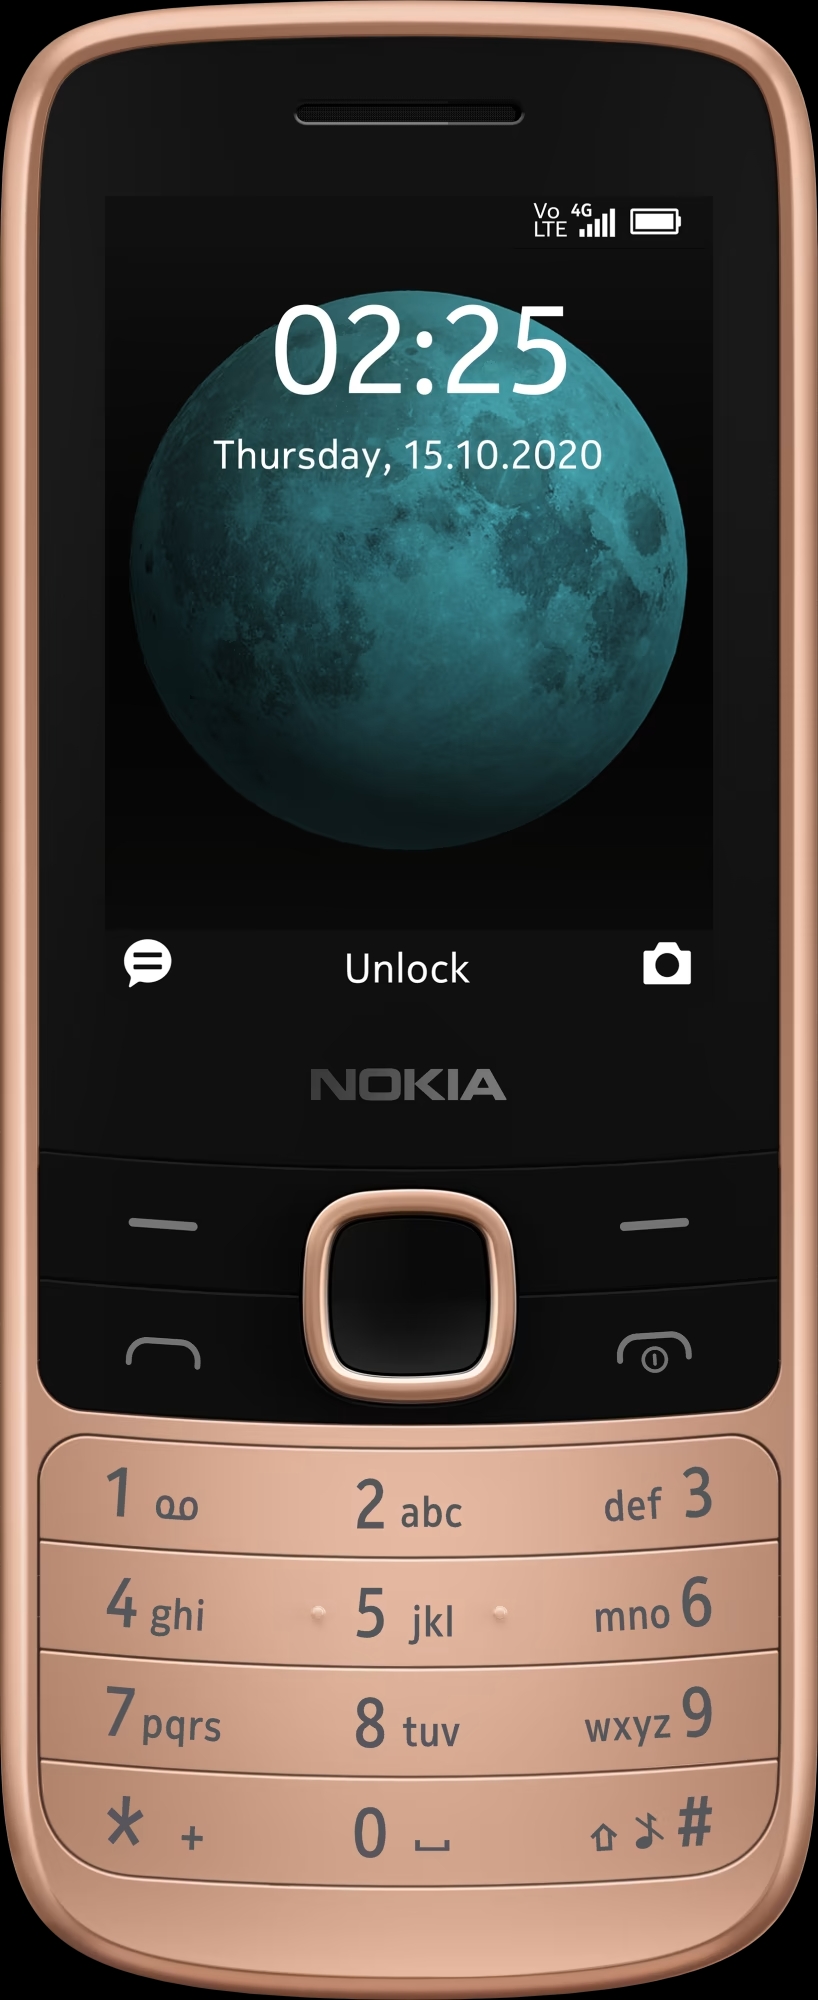 Vo LTE 4G
02:25
Thursday, 15.10.2020
Unlock
NOKIA
1 2 abc def 3
4 ghi 5 jkl mno 6
7 pqrs 8 tuv wxyz 9
* + 0 #